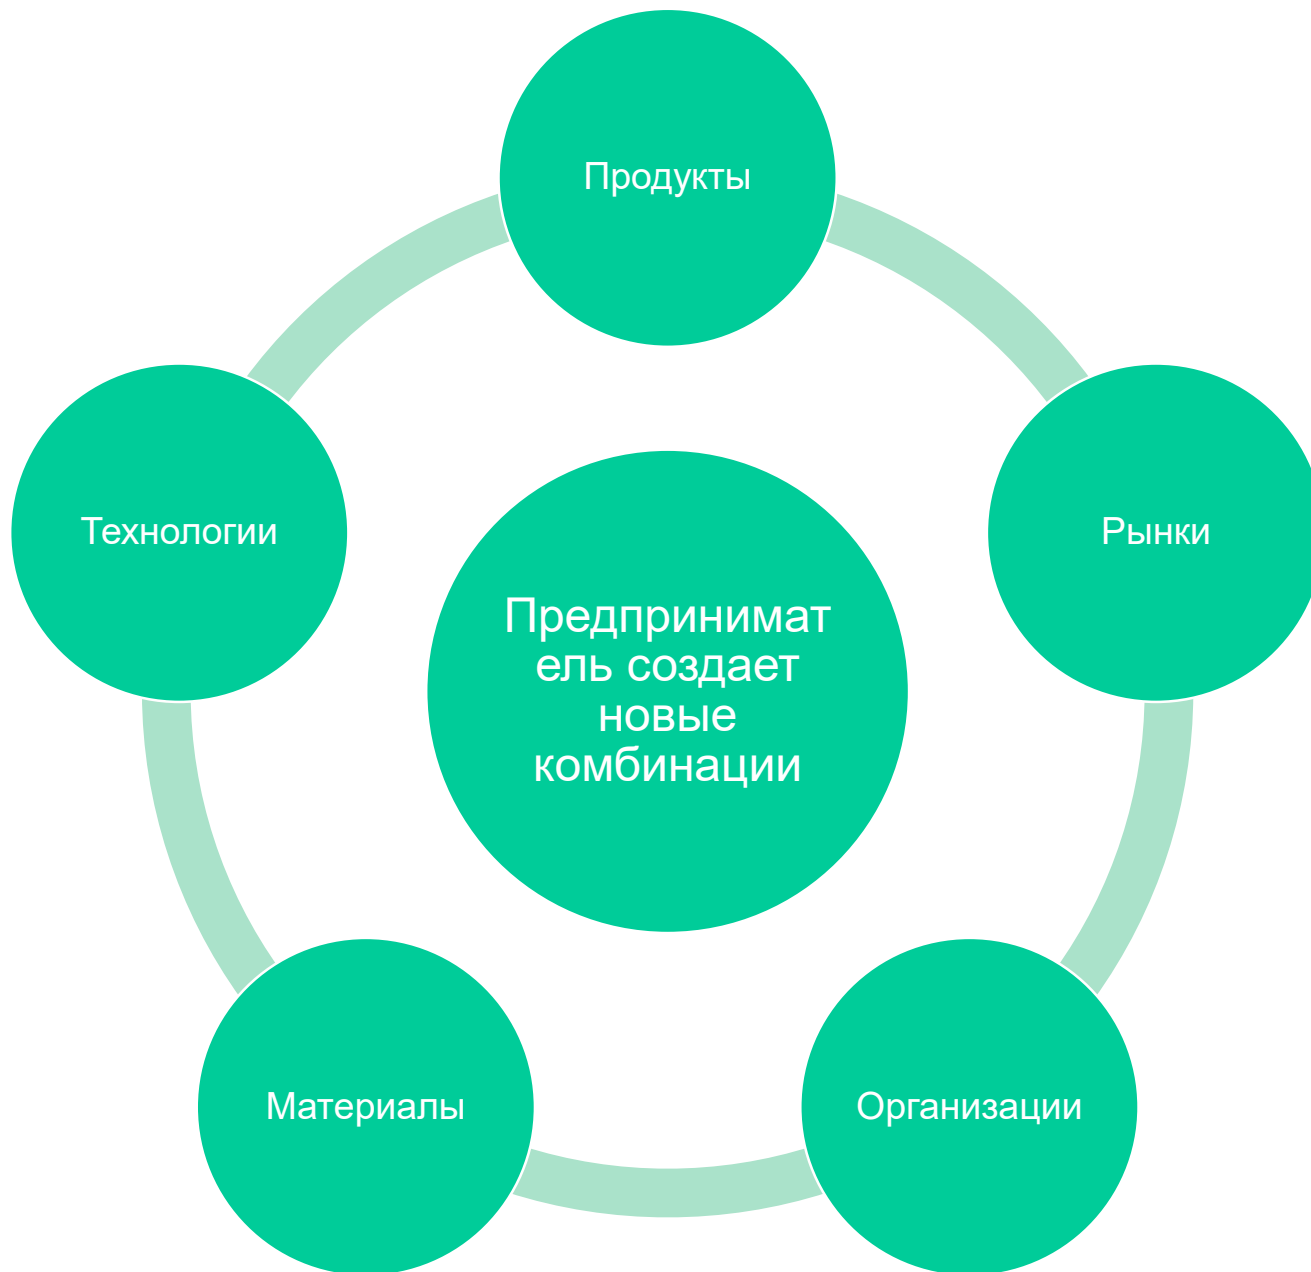 Продукты
Технологии
Рынки
Предпринимат
ель создает
новые
комбинации
Материалы
Организации